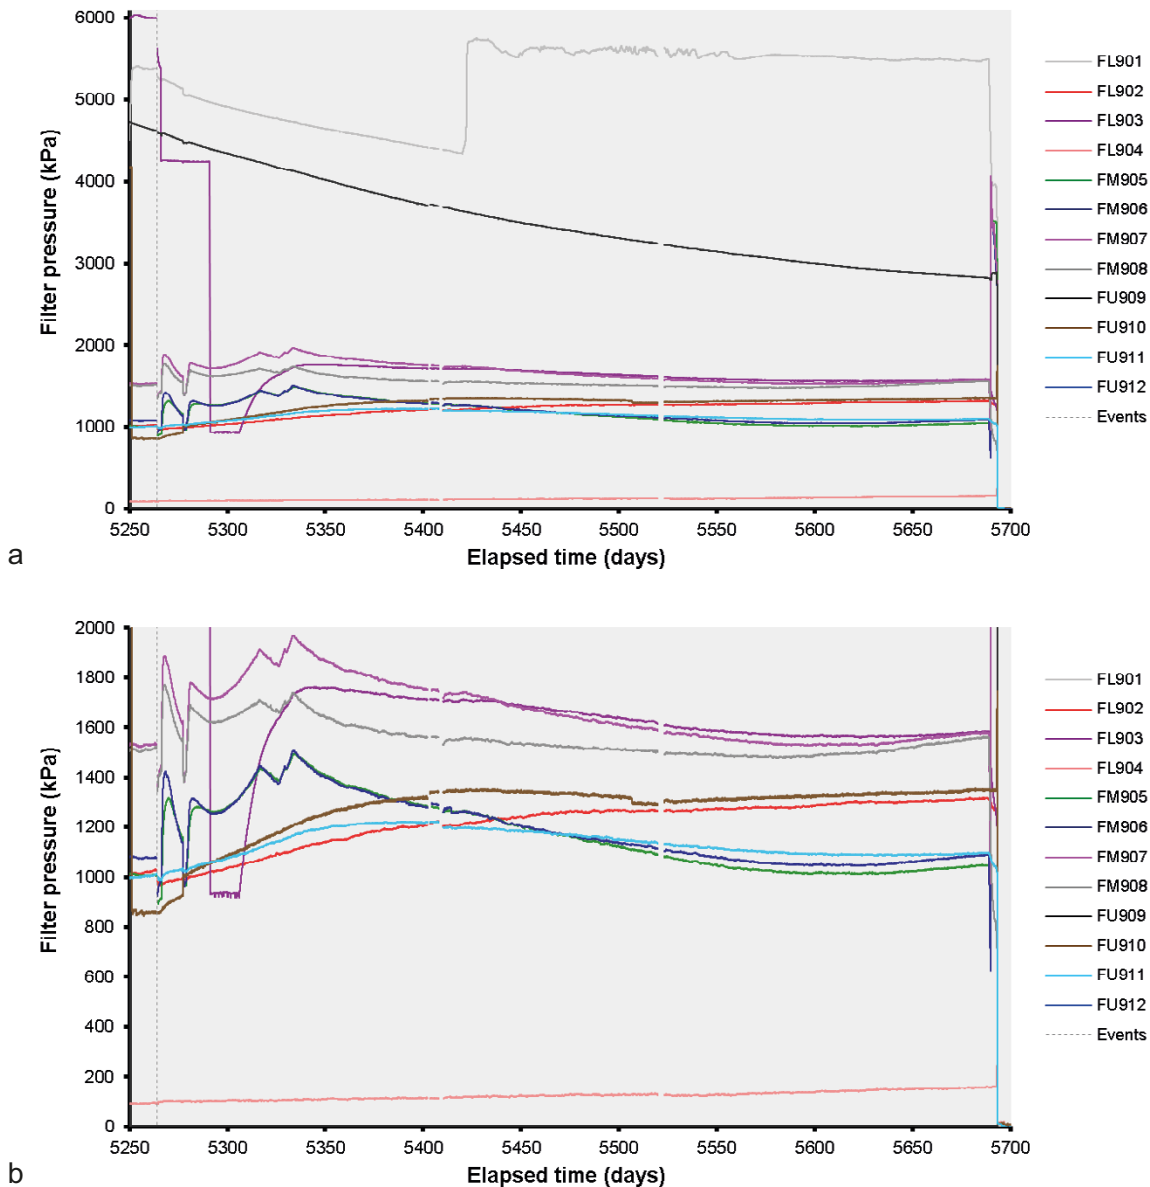 6000
5000
4000
3000
2000
1000
0
Filter pressure (kPa)
5250 5300 5350 5400 5450 5500 5550 5600 5650 5700
Elapsed time (days)
FL901
FL902
FL903
FL904
FM905
FM906
FM907
FM908
FU909
FU910
FU911
FU912
Events
a
2000
1800
1600
1400
1200
1000
800
600
400
200
0
Filter pressure (kPa)
5250 5300 5350 5400 5450 5500 5550 5600 5650 5700
Elapsed time (days)
FL901
FL902
FL903
FL904
FM905
FM906
FM907
FM908
FU909
FU910
FU911
FU912
Events
b